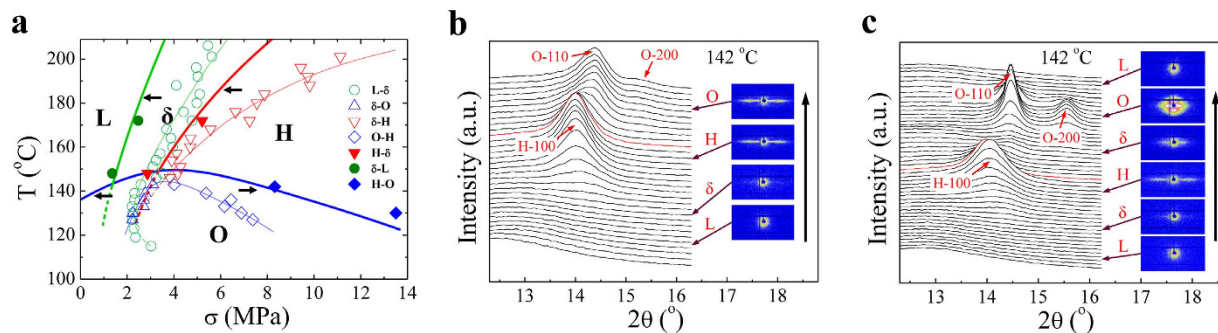 a
T (°C)
200
180
160
140
120
100
0 2 4 6 8 10 12 14
σ (MPa)
L
δ
H
O
L-δ
δ-O
δ-H
O-H
H-δ
δ-L
H-O
b
Intensity (a.u.)
142 °C
O-110
O-200
H-100
O
H
δ
L
13 14 15 16 17 18
2θ (°)
c
Intensity (a.u.)
142 °C
O-110
O-200
H-100
L
O
δ
H
δ
L
13 14 15 16 17 18
2θ (°)